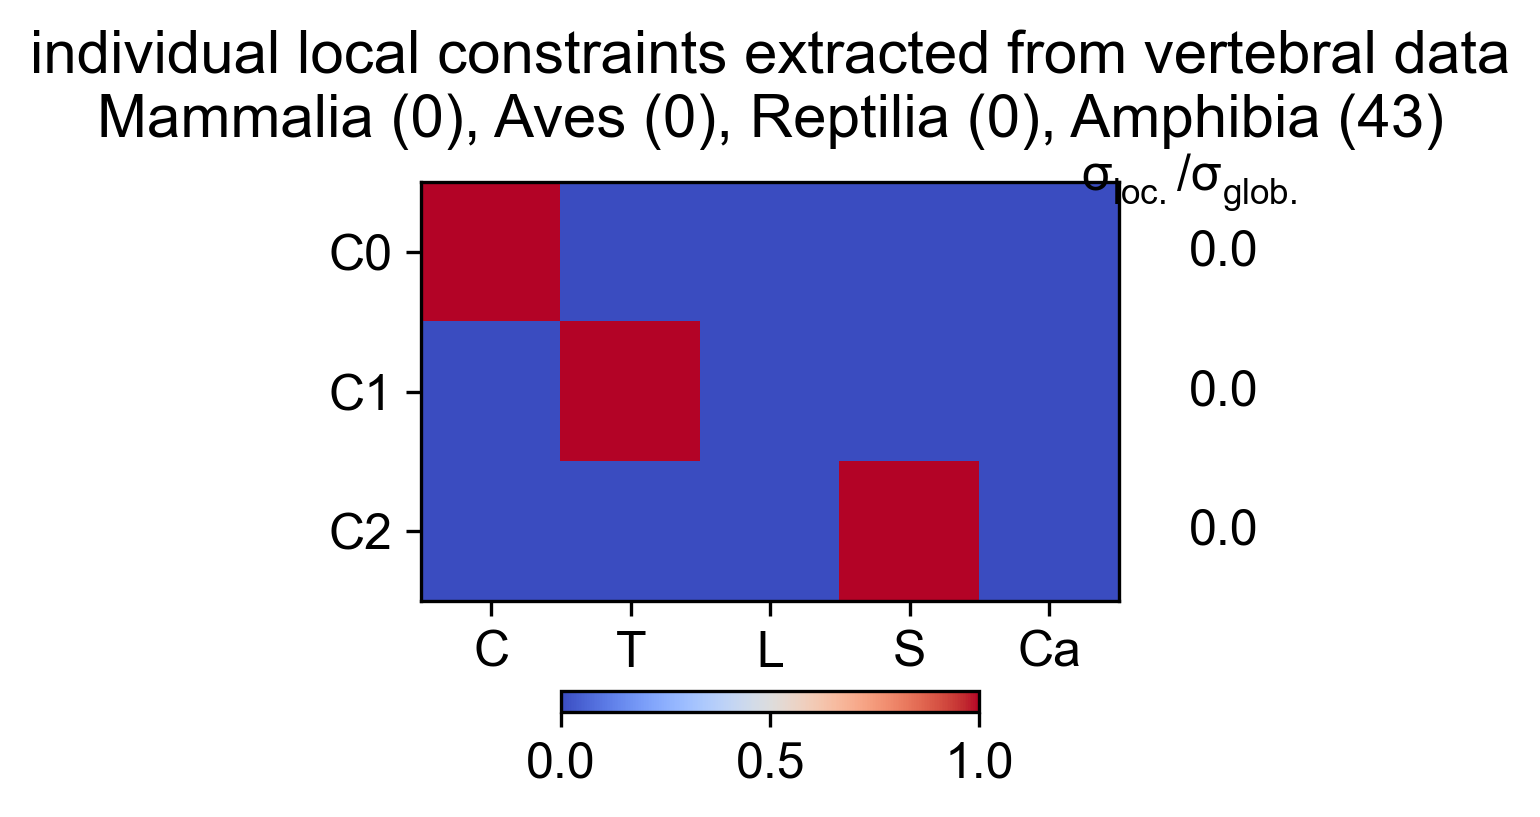 individual local constraints extracted from vertebral data
Mammalia (0), Aves (0), Reptilia (0), Amphibia (43)
σloc. /σglob.
C0 0.0
C1 0.0
C2 0.0
C T L S Ca
0.0 0.5 1.0